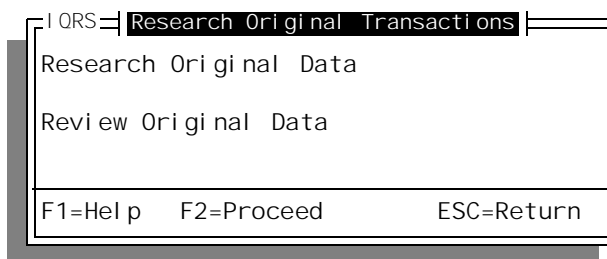 IQRS Research Original Transactions
Research Original Data
Review Original Data
F1=Help F2=Proceed ESC=Return